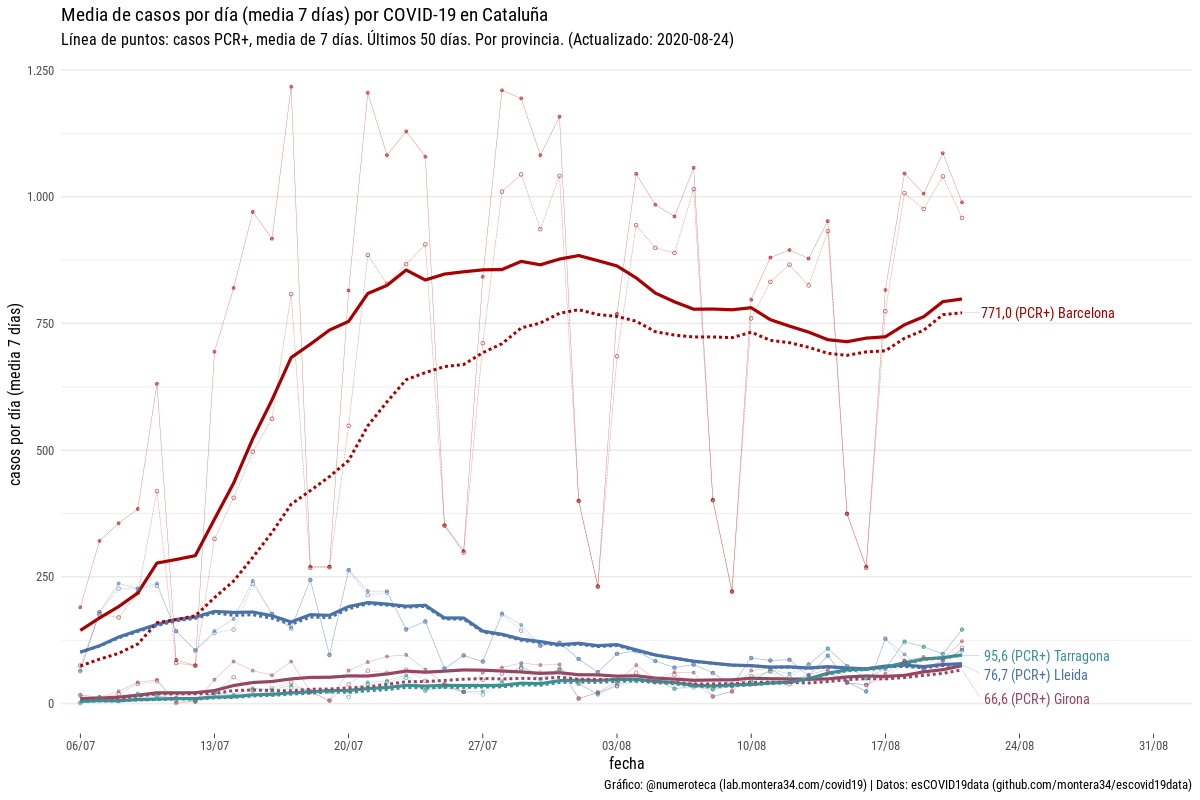 Media de casos por día (media 7 días) por COVID-19 en Cataluña
Línea de puntos: casos PCR+, media de 7 días. Últimos 50 días. Por provincia. (Actualizado: 2020-08-24)
casos por día (media 7 días)
1.250
1.000
750
500
250
0
771,0 (PCR+) Barcelona
95,6 (PCR+) Tarragona
76,7 (PCR+) Lleida
66,6 (PCR+) Girona
06/07
13/07
20/07
27/07
03/08
10/08
17/08
24/08
31/08
fecha
Gráfico: @numeroteca (lab.montera34.com/covid19) | Datos: esCOVID19data (github.com/montera34/escovid19data)